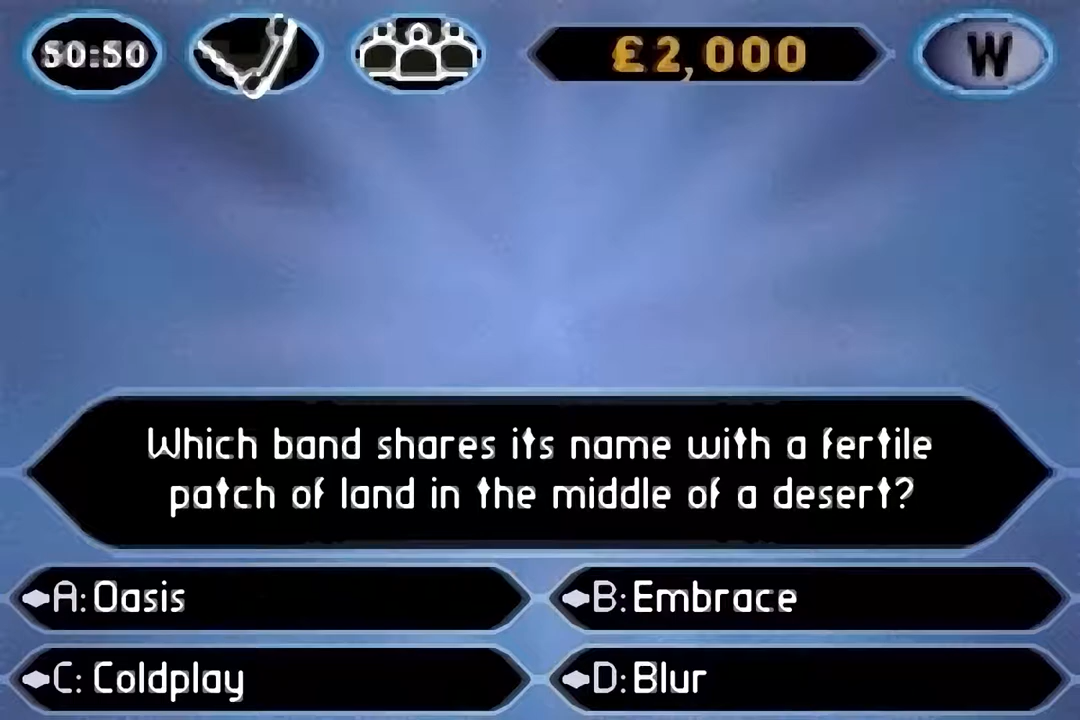 50:50
£2,000
W
Which band shares its name with a fertile
patch of land in the middle of a desert?
A: Oasis
B: Embrace
C: Coldplay
D: Blur